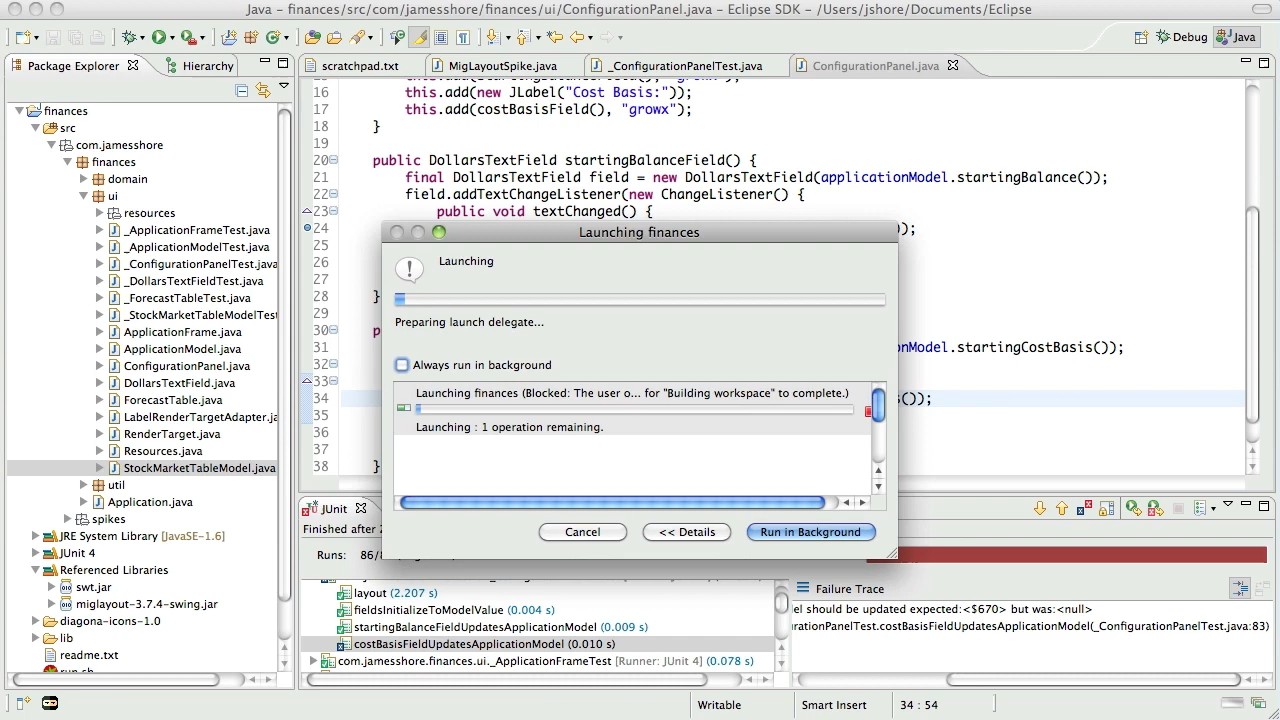 Java – finances/src/com/jamesshore/finances/ui/ConfigurationPanel.java – Eclipse SDK – /Users/jshore/Documents/Eclipse
Debug
Java
Package Explorer
Hierarchy
scratchpad.txt
MigLayoutSpike.java
_ConfigurationPanelTest.java
ConfigurationPanel.java
finances
src
com.jamesshore
finances
domain
ui
resources
_ApplicationFrameTest.java
_ApplicationModelTest.java
_ConfigurationPanelTest.java
_DollarsTextFieldTest.java
_ForecastTableTest.java
_StockMarketTableModelTest
ApplicationFrame.java
ApplicationModel.java
ConfigurationPanel.java
DollarsTextField.java
ForecastTable.java
LabelRenderTargetAdapter.ja
RenderTarget.java
Resources.java
StockMarketTableModel.java
util
Application.java
spikes
JRE System Library [JavaSE-1.6]
JUnit 4
Referenced Libraries
swt.jar
miglayout-3.7.4-swing.jar
diagona-icons-1.0
lib
readme.txt
run.sh
16 this.add(new JLabel("Cost Basis:"));
17 this.add(costBasisField(), "growx");
18 }
19
20 public DollarsTextField startingBalanceField() {
21 final DollarsTextField field = new DollarsTextField(applicationModel.startingBalance());
22 field.addTextChangeListener(new ChangeListener() {
23 public void textChanged() {
24 ));
25
26
27
28 }
29
30 p
31 onModel.startingCostBasis());
32
33
34 s());
35
36
37
38 }
Launching finances
Launching
Preparing launch delegate...
Always run in background
Launching finances (Blocked: The user o... for "Building workspace" to complete.)
Launching : 1 operation remaining.
Cancel
<< Details
Run in Background
JUnit
Finished after 2
Runs: 86/8
layout (2.207 s)
fieldsInitializeToModelValue (0.004 s)
startingBalanceFieldUpdatesApplicationModel (0.009 s)
costBasisFieldUpdatesApplicationModel (0.010 s)
com.jamesshore.finances.ui._ApplicationFrameTest [Runner: JUnit 4] (0.078 s)
Failure Trace
el should be updated expected:<$670> but was:<null>
urationPanelTest.costBasisFieldUpdatesApplicationModel(_ConfigurationPanelTest.java:83)
Writable
Smart Insert
34 : 54